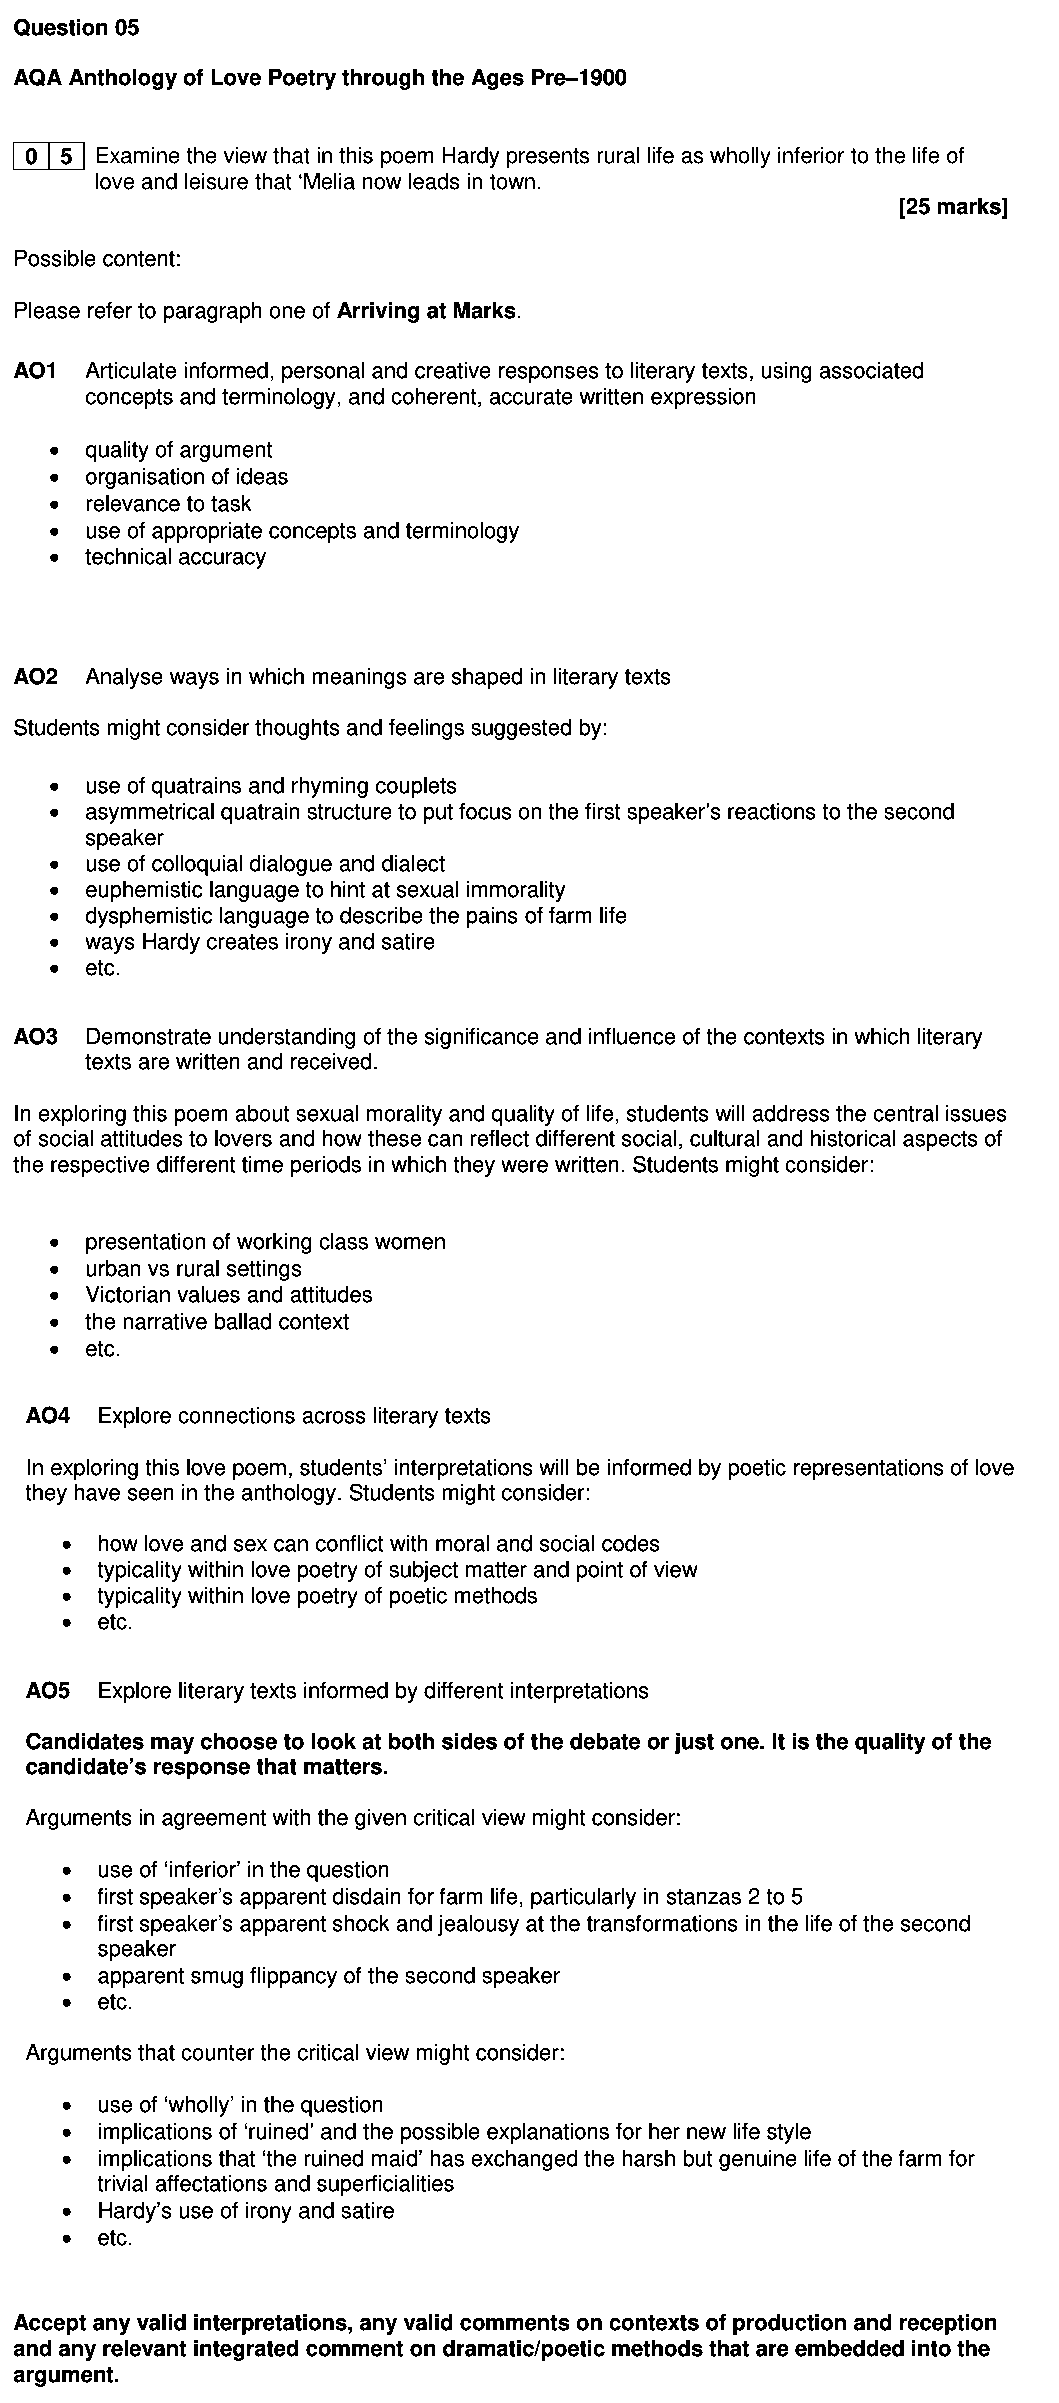 Question 05
AQA Anthology of Love Poetry through the Ages Pre–1900
0 5 Examine the view that in this poem Hardy presents rural life as wholly inferior to the life of
love and leisure that ‘Melia now leads in town.
[25 marks]
Possible content:
Please refer to paragraph one of Arriving at Marks.
AO1 Articulate informed, personal and creative responses to literary texts, using associated
concepts and terminology, and coherent, accurate written expression
• quality of argument
• organisation of ideas
• relevance to task
• use of appropriate concepts and terminology
• technical accuracy
AO2 Analyse ways in which meanings are shaped in literary texts
Students might consider thoughts and feelings suggested by:
• use of quatrains and rhyming couplets
• asymmetrical quatrain structure to put focus on the first speaker's reactions to the second
speaker
• use of colloquial dialogue and dialect
• euphemistic language to hint at sexual immorality
• dysphemistic language to describe the pains of farm life
• ways Hardy creates irony and satire
• etc.
AO3 Demonstrate understanding of the significance and influence of the contexts in which literary
texts are written and received.
In exploring this poem about sexual morality and quality of life, students will address the central issues
of social attitudes to lovers and how these can reflect different social, cultural and historical aspects of
the respective different time periods in which they were written. Students might consider:
• presentation of working class women
• urban vs rural settings
• Victorian values and attitudes
• the narrative ballad context
• etc.
AO4 Explore connections across literary texts
In exploring this love poem, students’ interpretations will be informed by poetic representations of love
they have seen in the anthology. Students might consider:
• how love and sex can conflict with moral and social codes
• typicality within love poetry of subject matter and point of view
• typicality within love poetry of poetic methods
• etc.
AO5 Explore literary texts informed by different interpretations
Candidates may choose to look at both sides of the debate or just one. It is the quality of the
candidate’s response that matters.
Arguments in agreement with the given critical view might consider:
• use of ‘inferior’ in the question
• first speaker’s apparent disdain for farm life, particularly in stanzas 2 to 5
• first speaker’s apparent shock and jealousy at the transformations in the life of the second
speaker
• apparent smug flippancy of the second speaker
• etc.
Arguments that counter the critical view might consider:
• use of ‘wholly’ in the question
• implications of ‘ruined’ and the possible explanations for her new life style
• implications that ‘the ruined maid’ has exchanged the harsh but genuine life of the farm for
trivial affectations and superficialities
• Hardy’s use of irony and satire
• etc.
Accept any valid interpretations, any valid comments on contexts of production and reception
and any relevant integrated comment on dramatic/poetic methods that are embedded into the
argument.